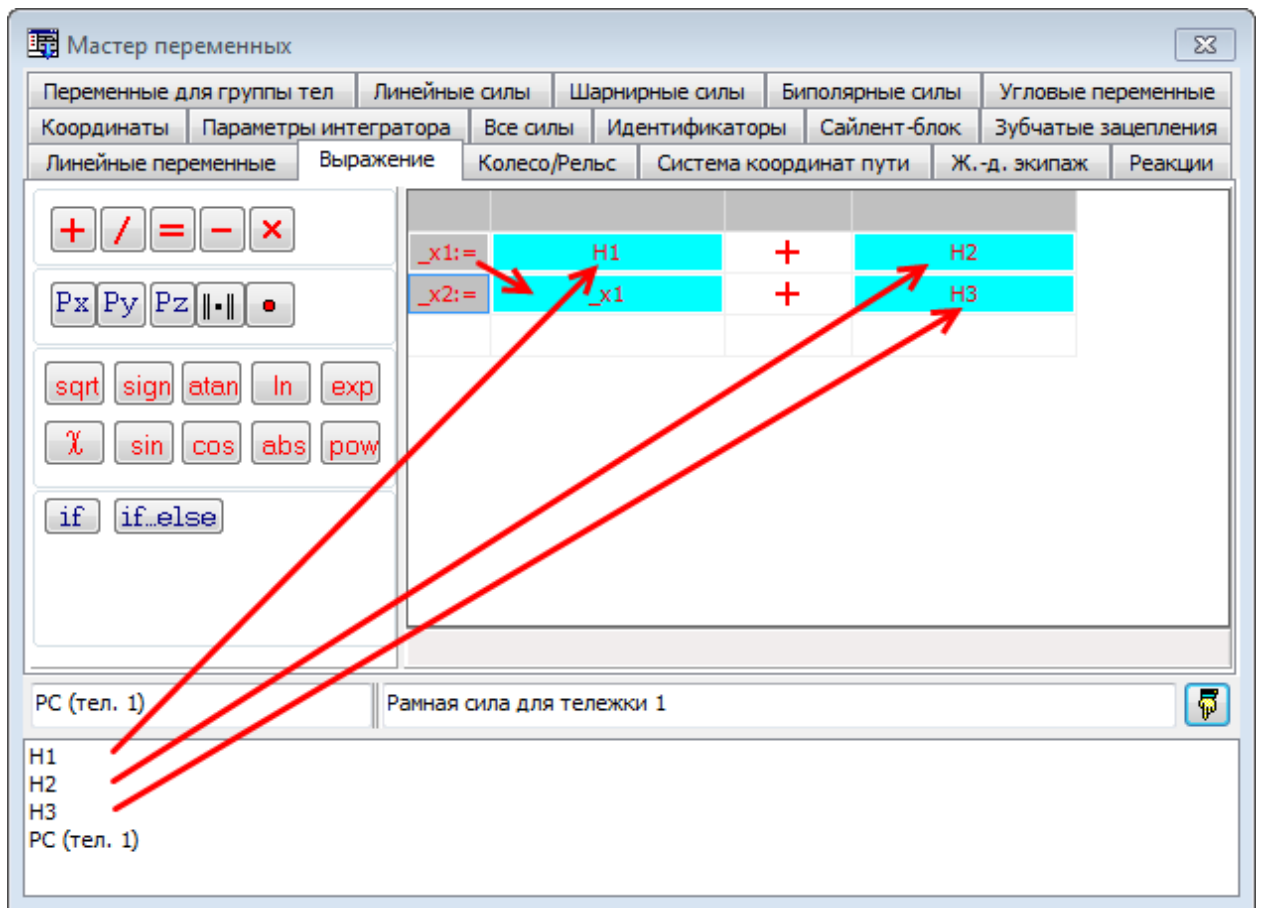 Мастер переменных
Переменные для группы тел Линейные силы Шарнирные силы Биполярные силы Угловые переменные
Координаты Параметры интегратора Все силы Идентификаторы Сайлент-блок Зубчатые зацепления
Линейные переменные Выражение Колесо/Рельс Система координат пути Ж.-д. экипаж Реакции
+ / = − ×
_x1:= H1 + H2
Px Py Pz ‖▪‖ ●
_x2:= _x1 + H3
sqrt sign atan ln exp
χ sin cos abs pow
if if…else
РС (тел. 1) Рамная сила для тележки 1
H1
H2
H3
РС (тел. 1)